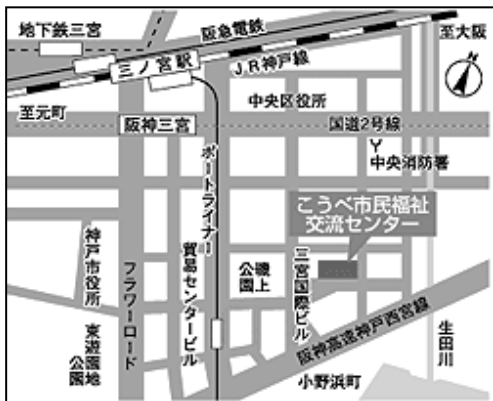 地下鉄三宮
阪急電鉄
至大阪
三ノ宮駅
JR神戸線
中央区役所
至元町
阪神三宮
国道2号線
Y
中央消防署
ポートライナー
こうべ市民福祉
交流センター
神戸市役所
フラワーロード
貿易センタービル
磯上
公園
三宮国際ビル
阪神高速神戸西宮線
生田川
東遊園地
公園
小野浜町